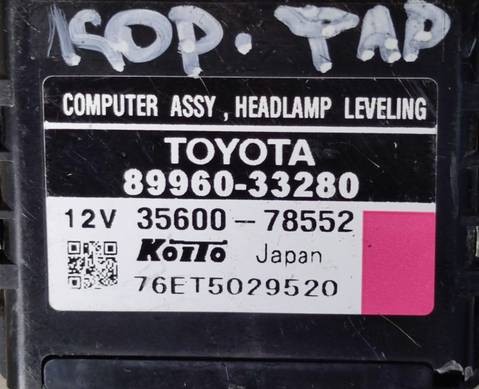 КОР. ФАР
COMPUTER ASSY , HEADLAMP LEVELING
TOYOTA
89960-33280
12V 35600-78552
KOITO Japan
76ET5029520